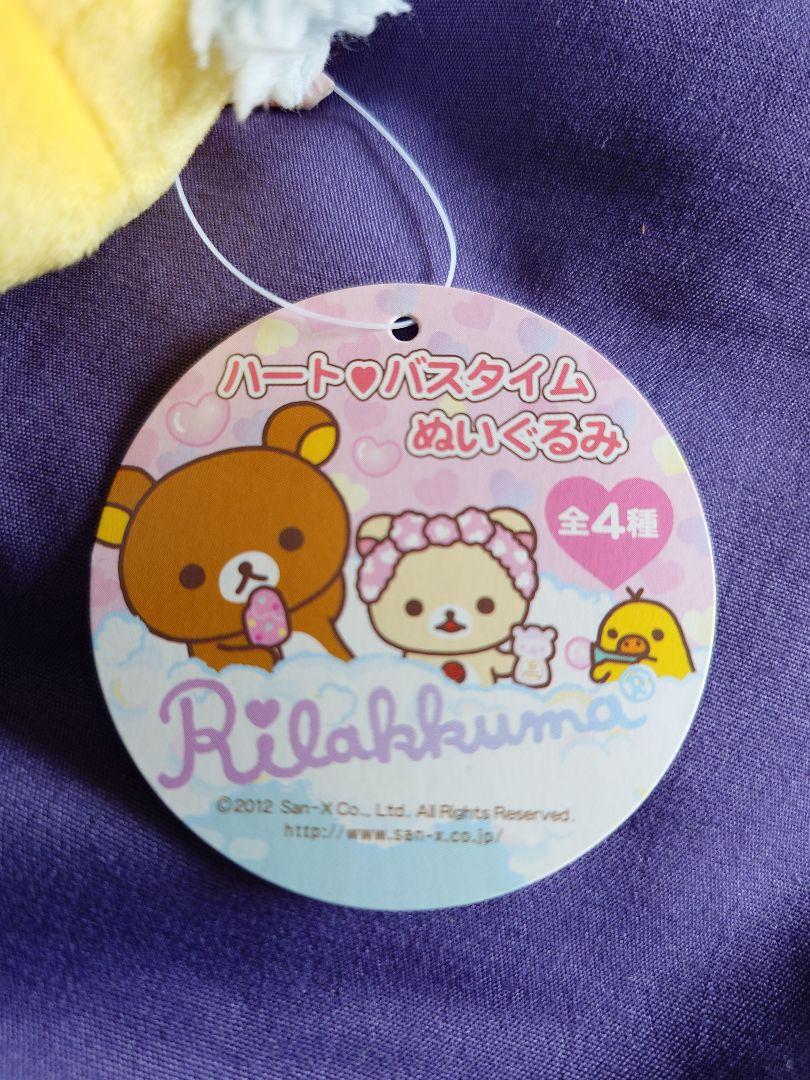 ハート♥バスタイム
ぬいぐるみ
全4種
Rilakkuma®
©2012 San-X Co., Ltd. All Rights Reserved.
http://www.san-x.co.jp/